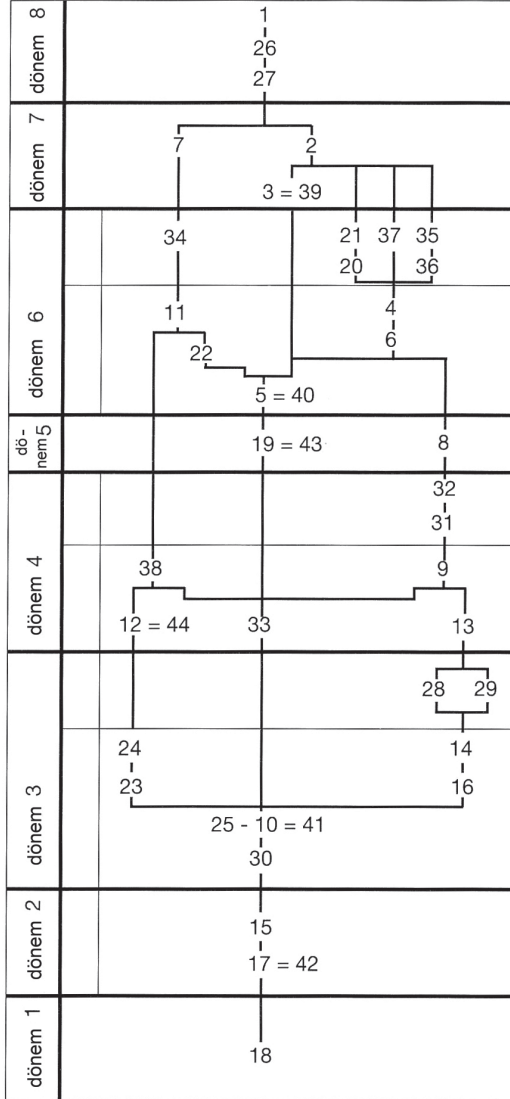 dönem 8
1
26
27
dönem 7
7 2
3 = 39
dönem 6
34 21 37 35
20 36
11 4
22 6
5 = 40
dö-
nem 5
19 = 43 8
dönem 4
32
31
38 9
12 = 44 33 13
dönem 3
28 29
24 14
23 16
25 - 10 = 41
30
dönem 2
15
17 = 42
dönem 1
18